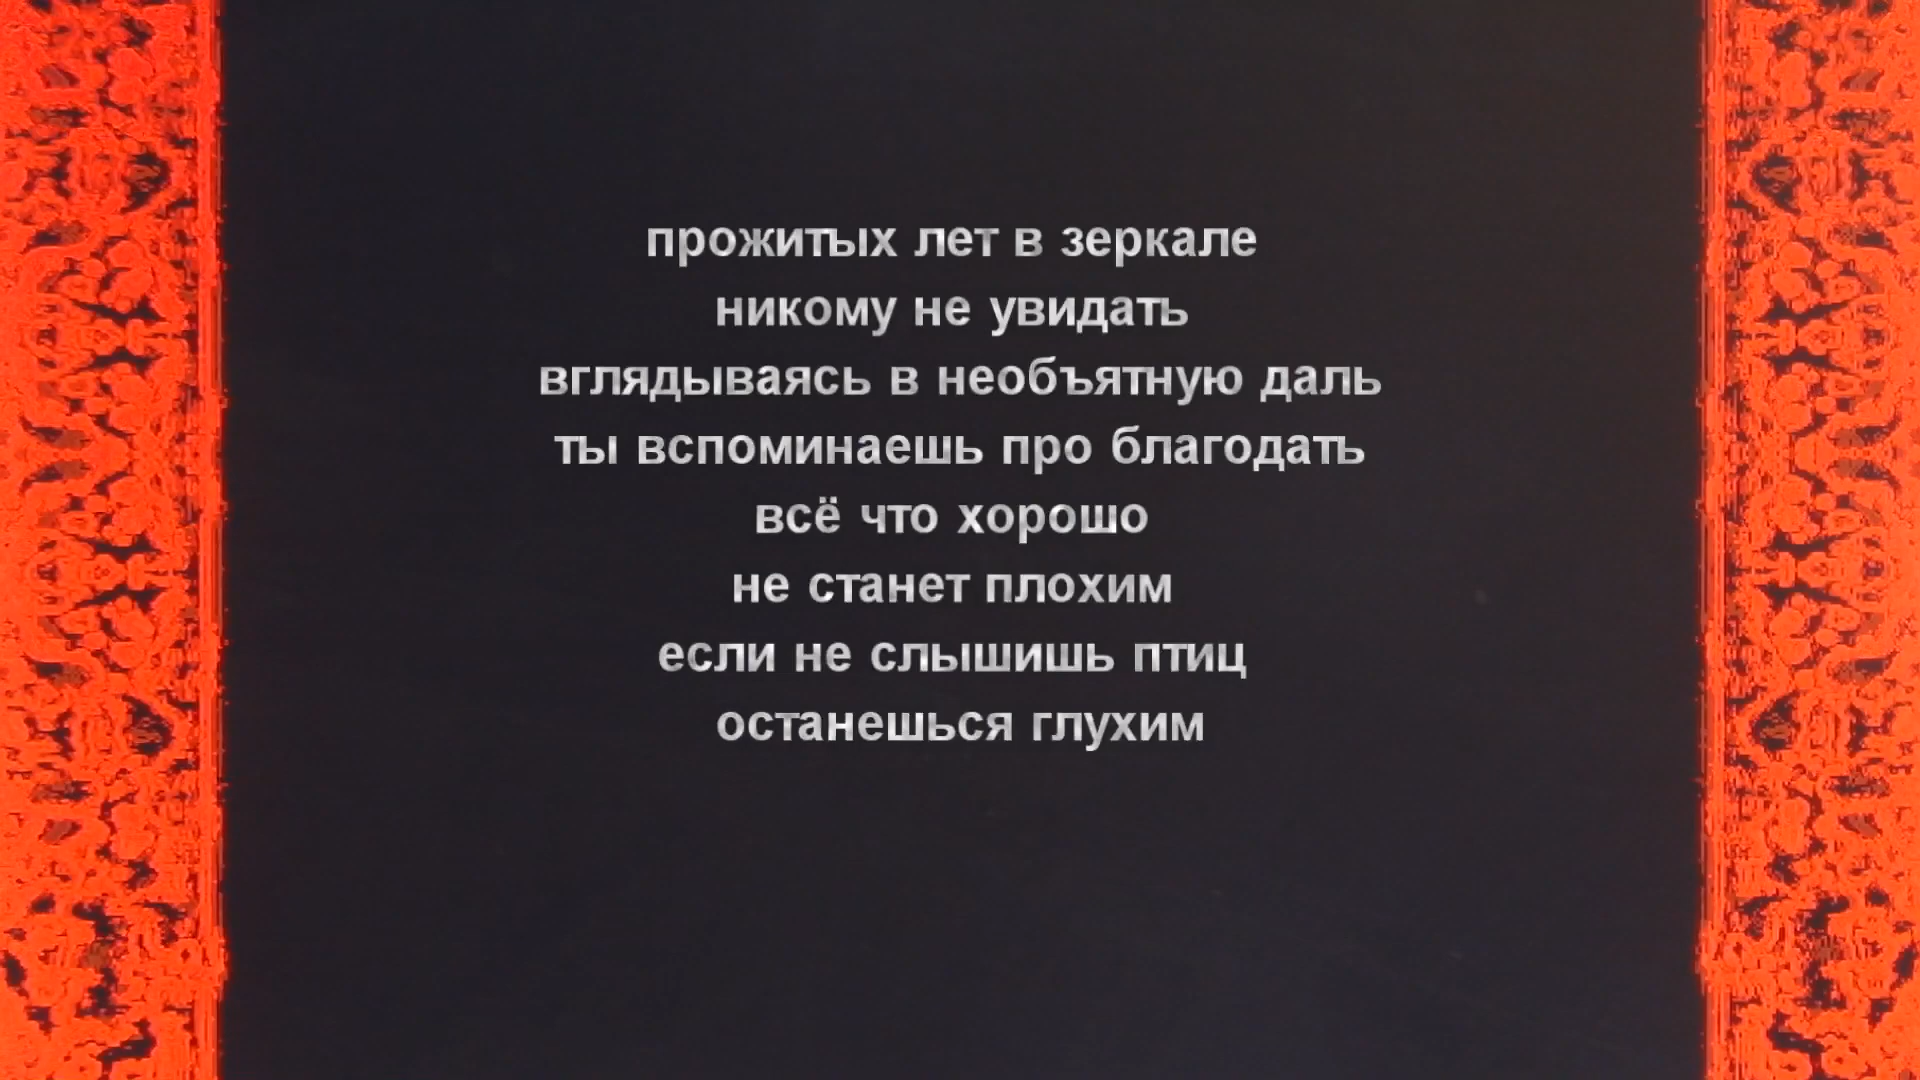 прожитых лет в зеркале
никому не увидать
вглядываясь в необъятную даль
ты вспоминаешь про благодать
всё что хорошо
не станет плохим
если не слышишь птиц
останешься глухим